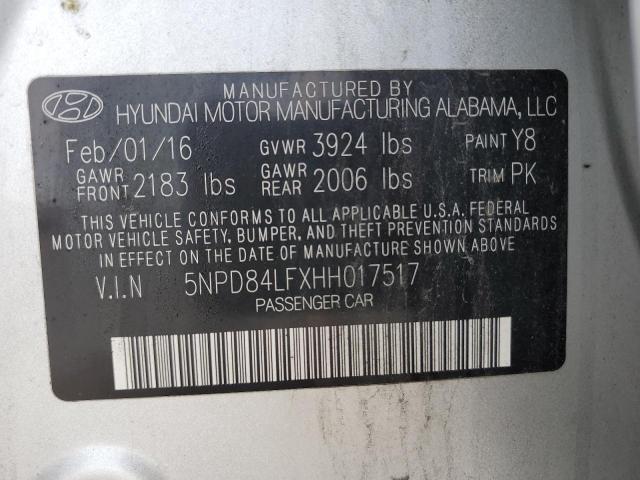 MANUFACTURED BY
HYUNDAI MOTOR MANUFACTURING ALABAMA, LLC
Feb/01/16 GVWR 3924 lbs PAINT Y8
GAWR FRONT 2183 lbs GAWR REAR 2006 lbs TRIM PK
THIS VEHICLE CONFORMS TO ALL APPLICABLE U.S.A. FEDERAL
MOTOR VEHICLE SAFETY, BUMPER, AND THEFT PREVENTION STANDARDS
IN EFFECT ON THE DATE OF MANUFACTURE SHOWN ABOVE.
V.I.N 5NPD84LFXHH017517
PASSENGER CAR